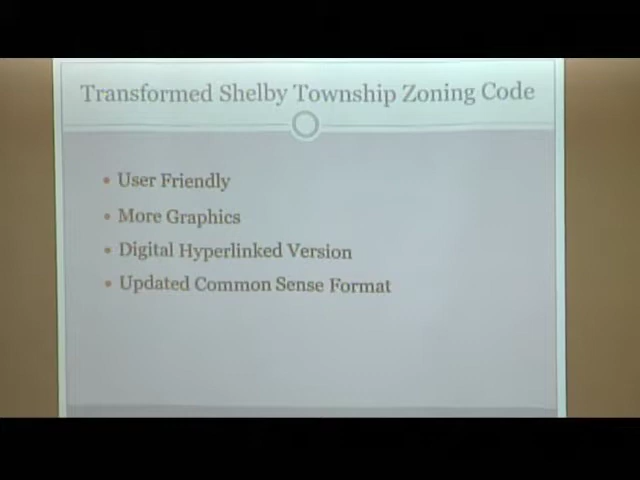 Transformed Shelby Township Zoning Code
• User Friendly
• More Graphics
• Digital Hyperlinked Version
• Updated Common Sense Format